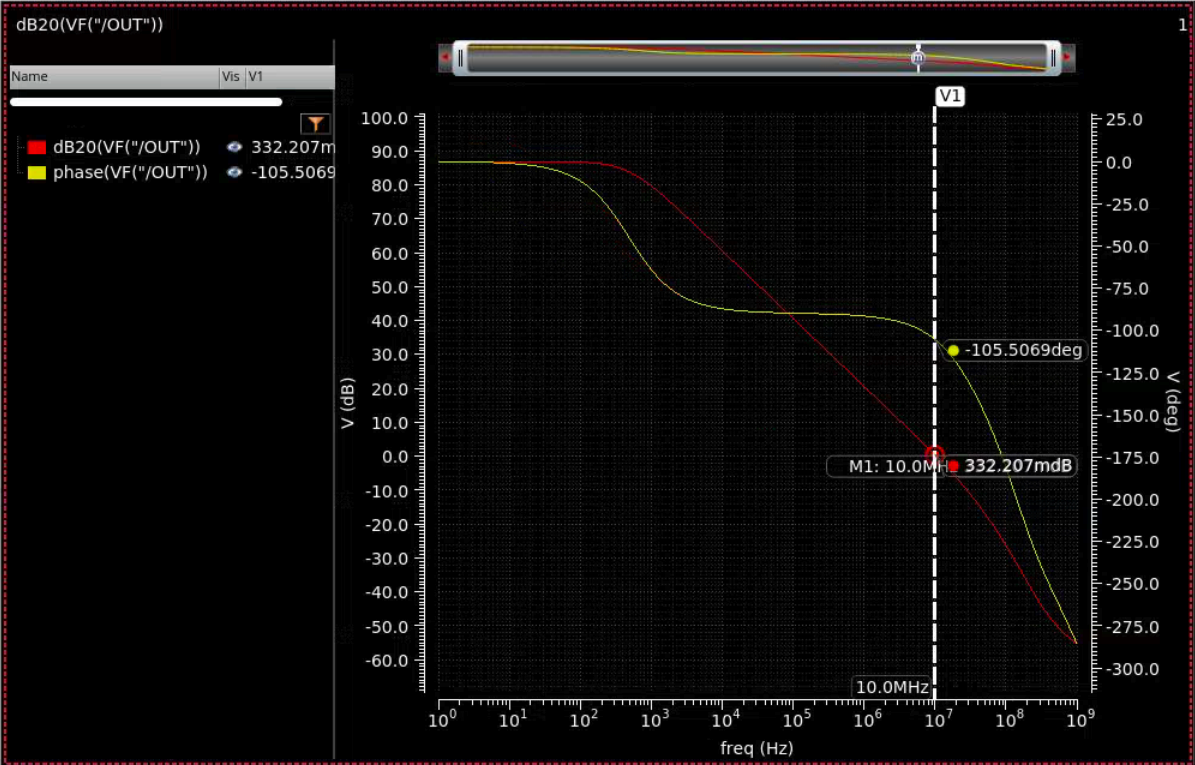 dB20(VF("/OUT"))
1
Name Vis V1
dB20(VF("/OUT")) 332.207m
phase(VF("/OUT")) -105.5069
m
V1
100.0
90.0
80.0
70.0
60.0
50.0
40.0
30.0
20.0
10.0
0.0
-10.0
-20.0
-30.0
-40.0
-50.0
-60.0
V (dB)
25.0
0.0
-25.0
-50.0
-75.0
-100.0
-125.0
-150.0
-175.0
-200.0
-225.0
-250.0
-275.0
-300.0
V (deg)
-105.5069deg
M1: 10.0MH 332.207mdB
10.0MHz
10⁰ 10¹ 10² 10³ 10⁴ 10⁵ 10⁶ 10⁷ 10⁸ 10⁹
freq (Hz)